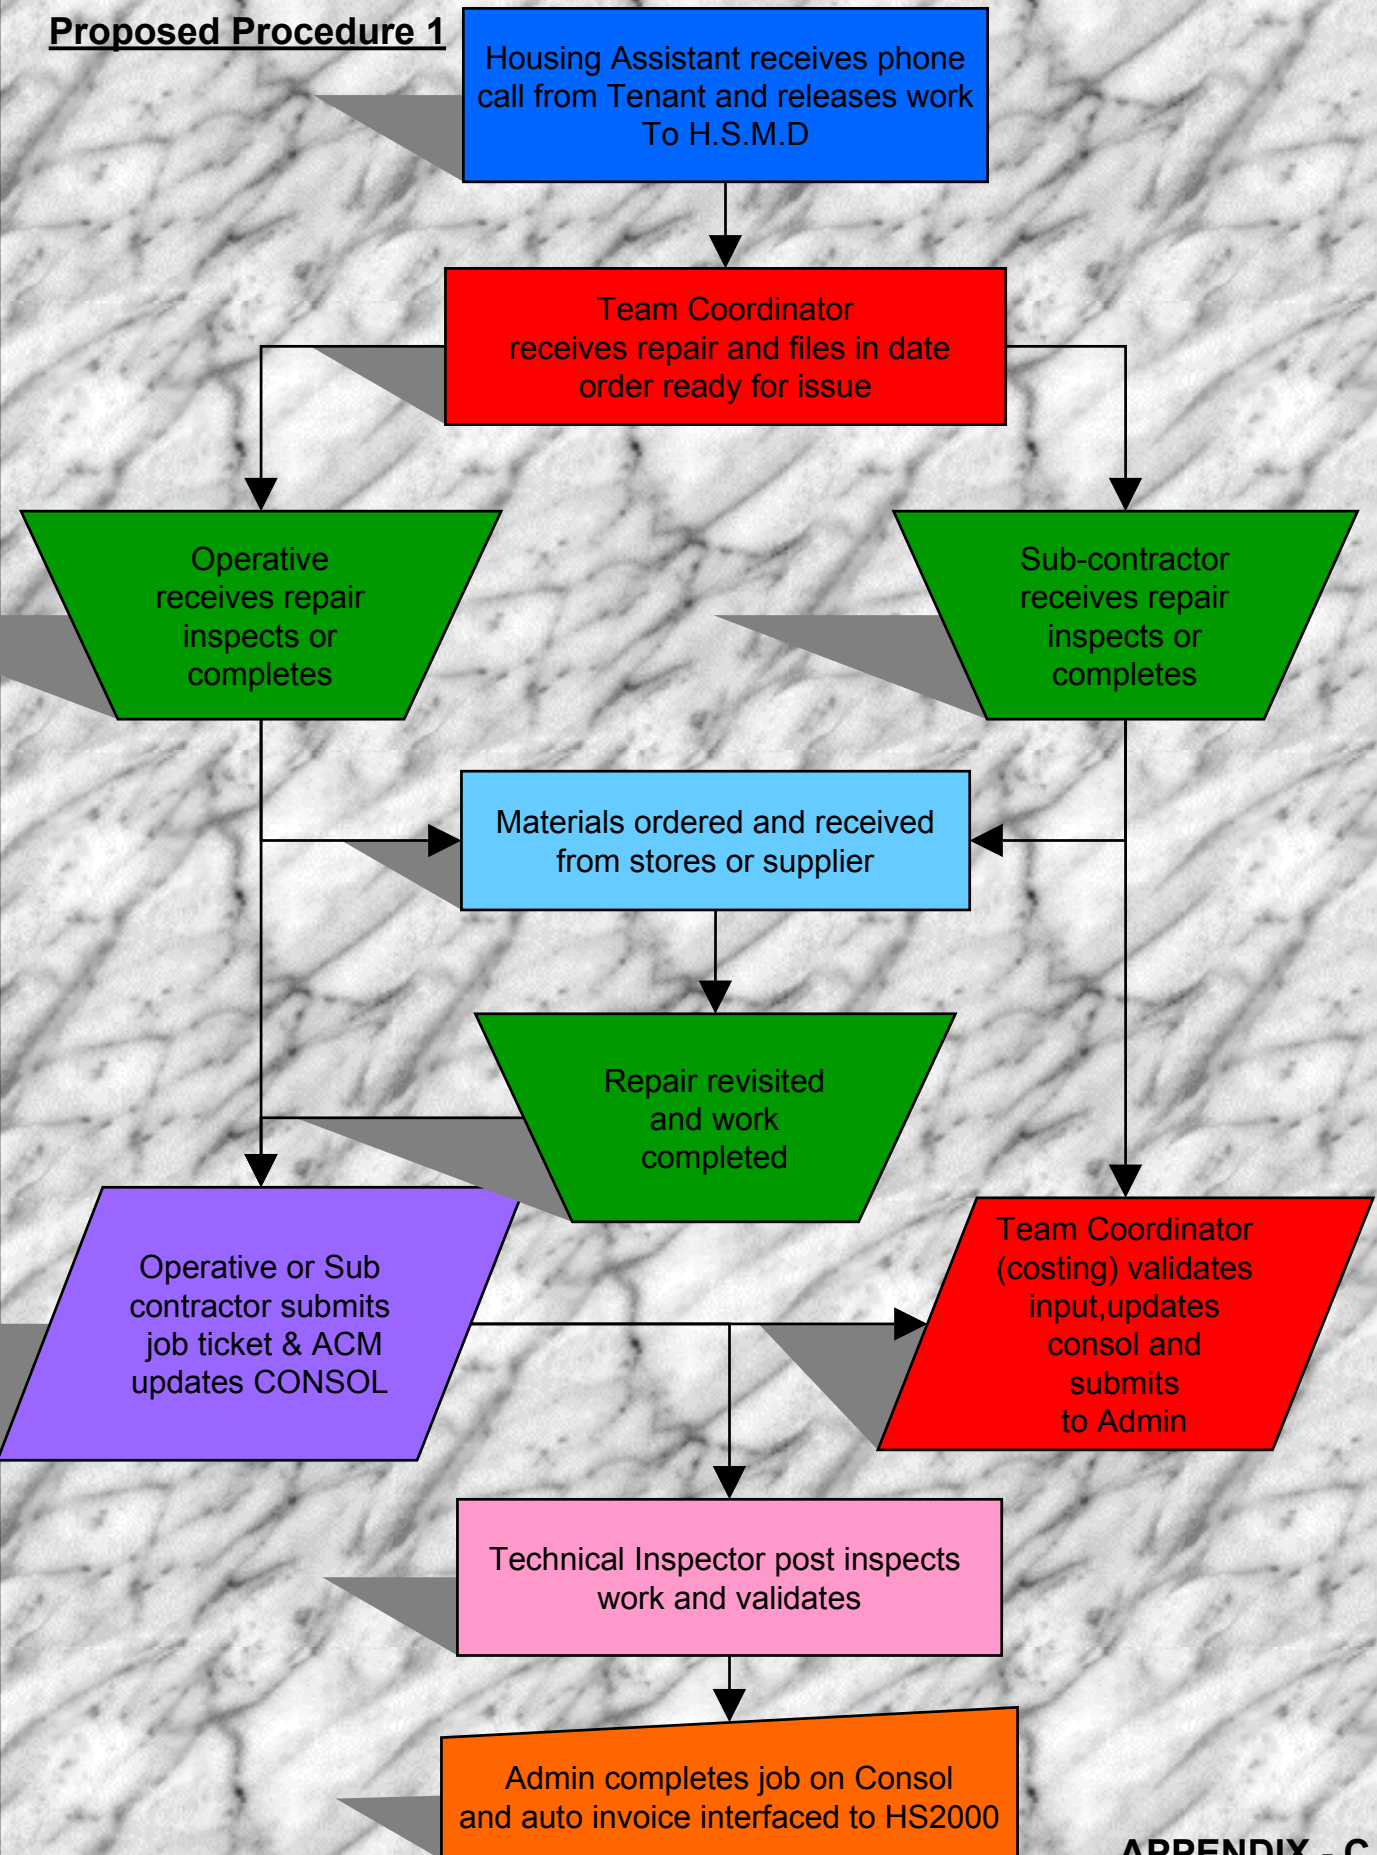 Proposed Procedure 1
Housing Assistant receives phone
call from Tenant and releases work
To H.S.M.D
Team Coordinator
receives repair and files in date
order ready for issue
Operative
receives repair
inspects or
completes
Sub-contractor
receives repair
inspects or
completes
Materials ordered and received
from stores or supplier
Repair revisited
and work
completed
Operative or Sub
contractor submits
job ticket & ACM
updates CONSOL
Team Coordinator
(costing) validates
input,updates
consol and
submits
to Admin
Technical Inspector post inspects
work and validates
Admin completes job on Consol
and auto invoice interfaced to HS2000
APPENDIX - C